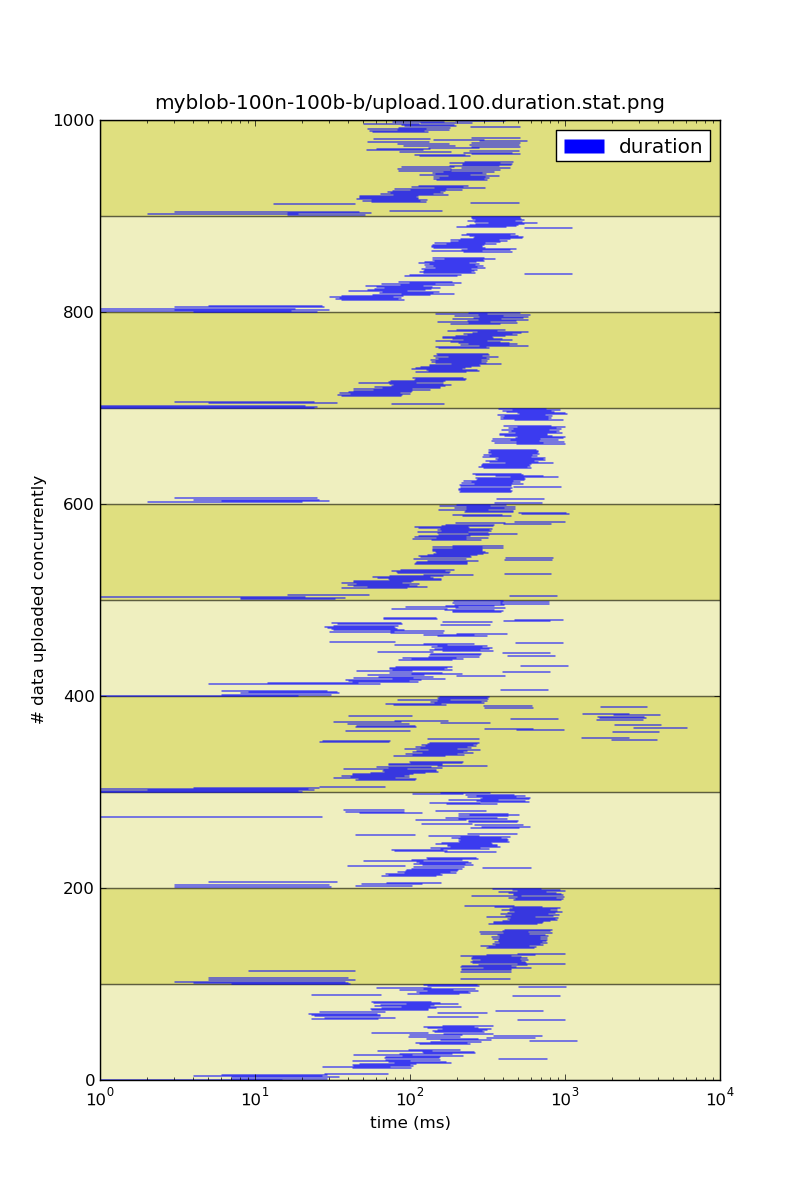 myblob-100n-100b-b/upload.100.duration.stat.png
duration
1000
800
600
400
200
0
# data uploaded concurrently
10^0 10^1 10^2 10^3 10^4
time (ms)